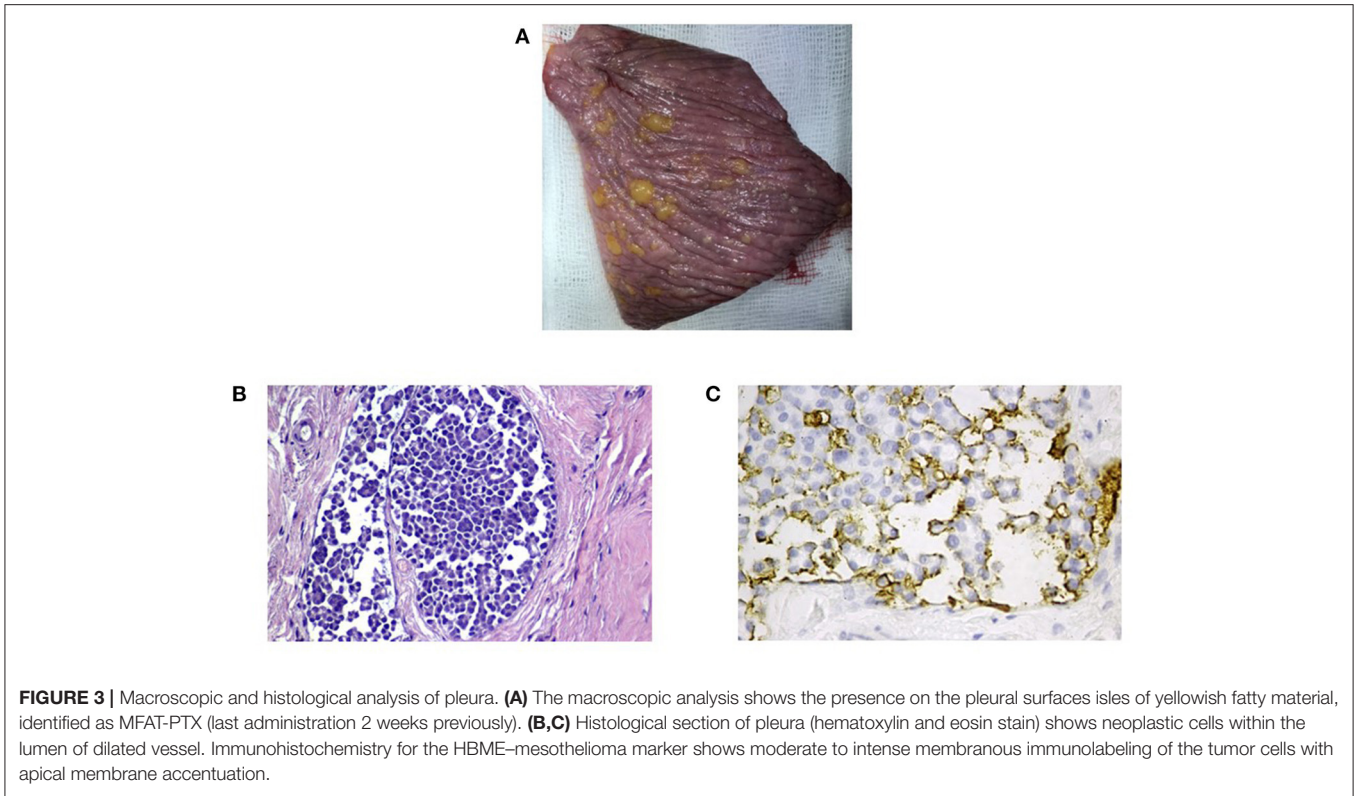 A
B
C
FIGURE 3 | Macroscopic and histological analysis of pleura. (A) The macroscopic analysis shows the presence on the pleural surfaces isles of yellowish fatty material,
identified as MFAT-PTX (last administration 2 weeks previously). (B,C) Histological section of pleura (hematoxylin and eosin stain) shows neoplastic cells within the
lumen of dilated vessel. Immunohistochemistry for the HBME–mesothelioma marker shows moderate to intense membranous immunolabeling of the tumor cells with
apical membrane accentuation.